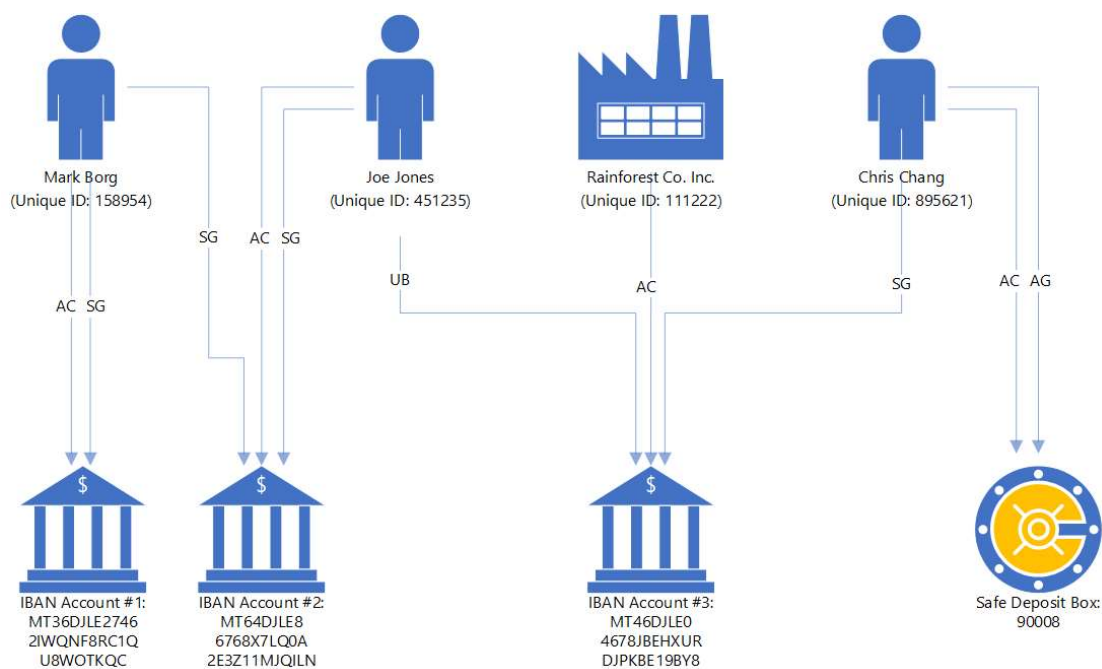 Mark Borg
(Unique ID: 158954)
Joe Jones
(Unique ID: 451235)
Rainforest Co. Inc.
(Unique ID: 111222)
Chris Chang
(Unique ID: 895621)
SG
AC
SG
UB
AC
SG
AC
AG
AC
SG
$
$
$
IBAN Account #1:
MT36DJLE2746
2IWQNF8RC1Q
U8WOTKQC
IBAN Account #2:
MT64DJLE8
6768X7LQ0A
2E3Z11MJQILN
IBAN Account #3:
MT46DJLE0
4678JBEHXUR
DJPKBE19BY8
Safe Deposit Box:
90008